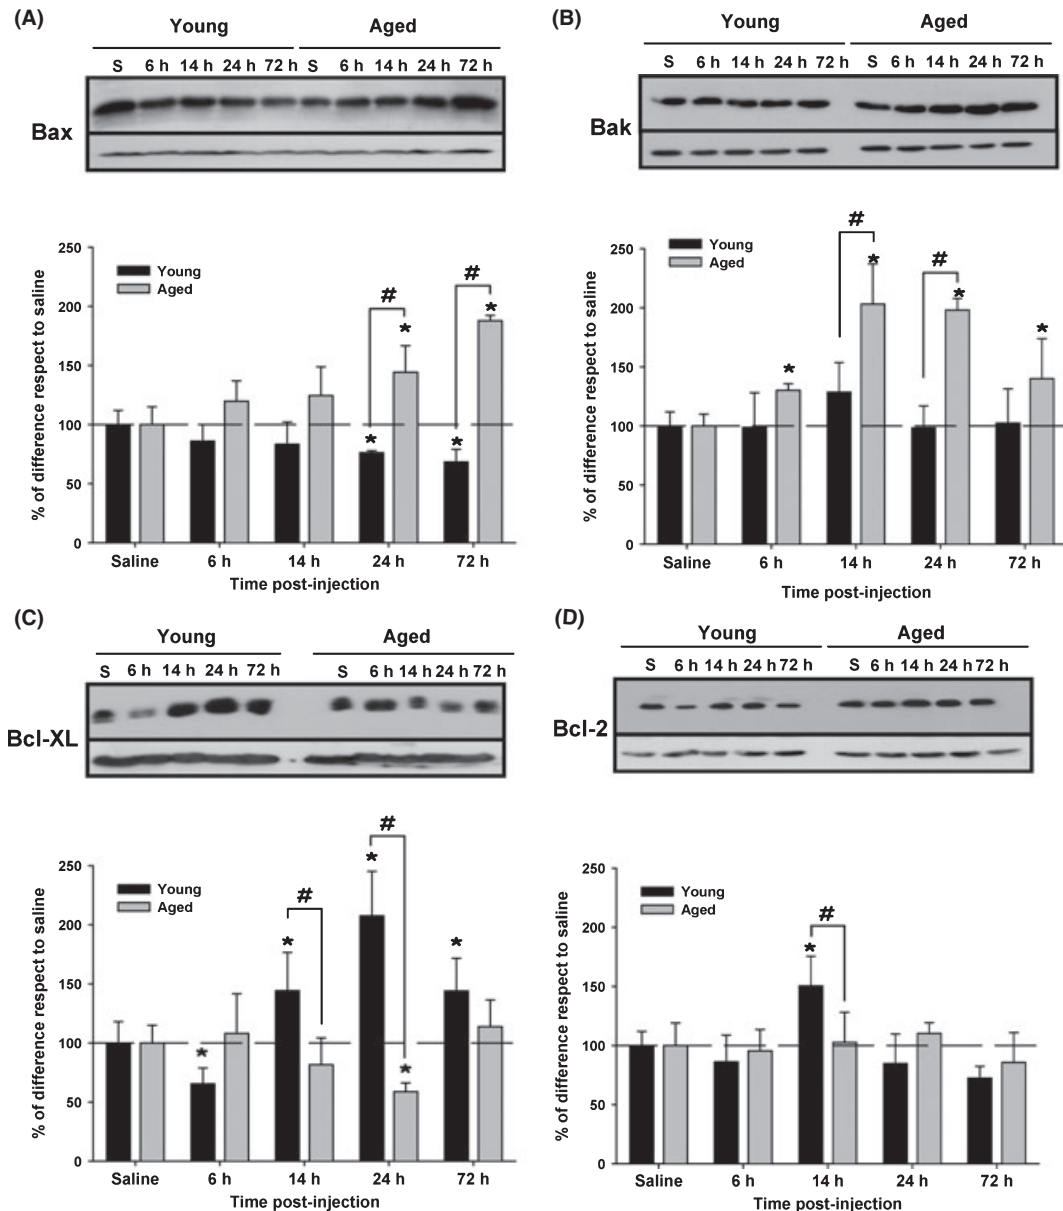 (A)
Young Aged
S 6 h 14 h 24 h 72 h S 6 h 14 h 24 h 72 h
Bax
250
200
150
100
50
0
% of difference respect to saline
Young
Aged
#
#
*
*
*
*
Saline 6 h 14 h 24 h 72 h
Time post-injection
(B)
Young Aged
S 6 h 14 h 24 h 72 h S 6 h 14 h 24 h 72 h
Bak
250
200
150
100
50
0
% of difference respect to saline
Young
Aged
#
#
*
*
*
*
Saline 6 h 14 h 24 h 72 h
Time post-injection
(C)
Young Aged
S 6 h 14 h 24 h 72 h S 6 h 14 h 24 h 72 h
Bcl-XL
250
200
150
100
50
0
% of difference respect to saline
Young
Aged
#
#
*
*
*
*
*
Saline 6 h 14 h 24 h 72 h
Time post-injection
(D)
Young Aged
S 6 h 14 h 24 h 72 h S 6 h 14 h 24 h 72 h
Bcl-2
250
200
150
100
50
0
% of difference respect to saline
Young
Aged
#
*
Saline 6 h 14 h 24 h 72 h
Time post-injection